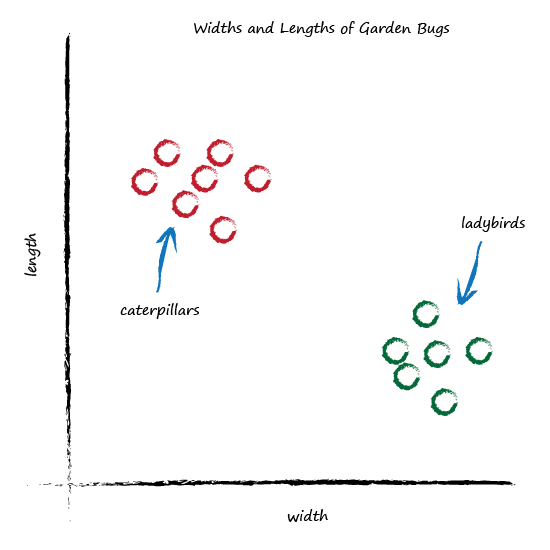 Widths and Lengths of Garden Bugs
ladybirds
length
caterpillars
width